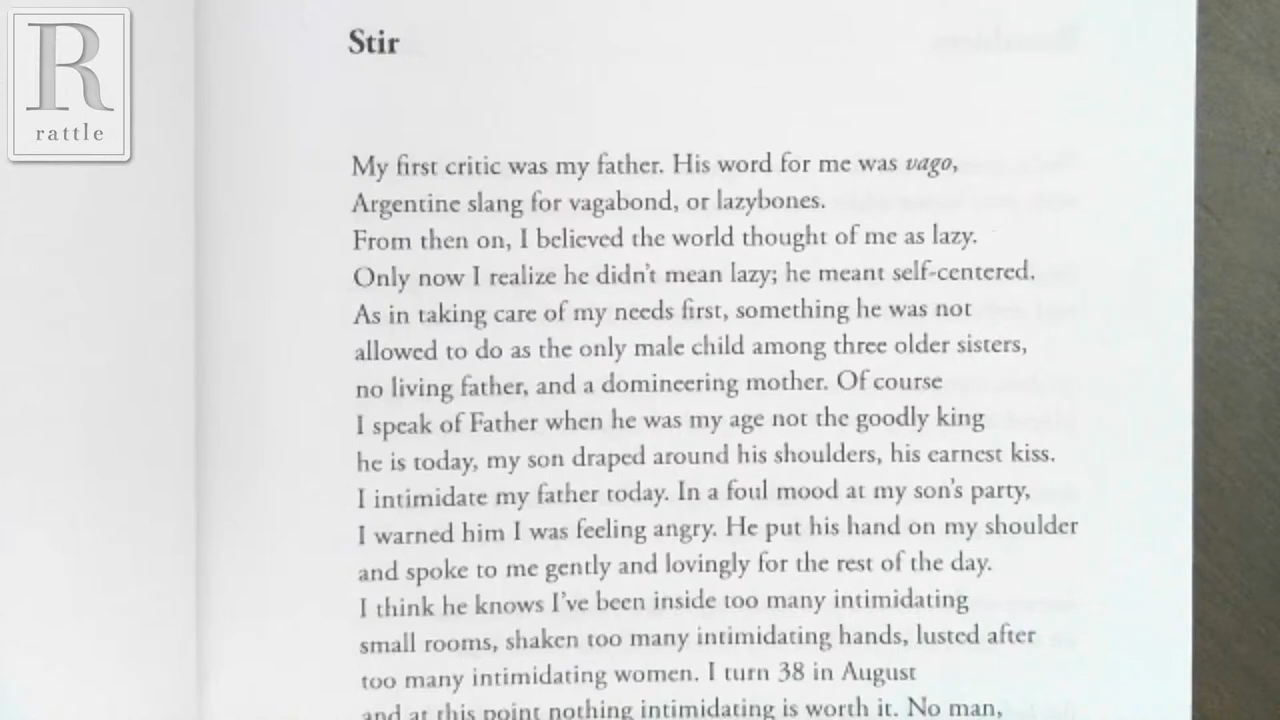 R
rattle
Stir
My first critic was my father. His word for me was vago,
Argentine slang for vagabond, or lazybones.
From then on, I believed the world thought of me as lazy.
Only now I realize he didn't mean lazy; he meant self-centered.
As in taking care of my needs first, something he was not
allowed to do as the only male child among three older sisters,
no living father, and a domineering mother. Of course
I speak of Father when he was my age not the goodly king
he is today, my son draped around his shoulders, his earnest kiss.
I intimidate my father today. In a foul mood at my son's party,
I warned him I was feeling angry. He put his hand on my shoulder
and spoke to me gently and lovingly for the rest of the day.
I think he knows I've been inside too many intimidating
small rooms, shaken too many intimidating hands, lusted after
too many intimidating women. I turn 38 in August
and at this point nothing intimidating is worth it. No man,